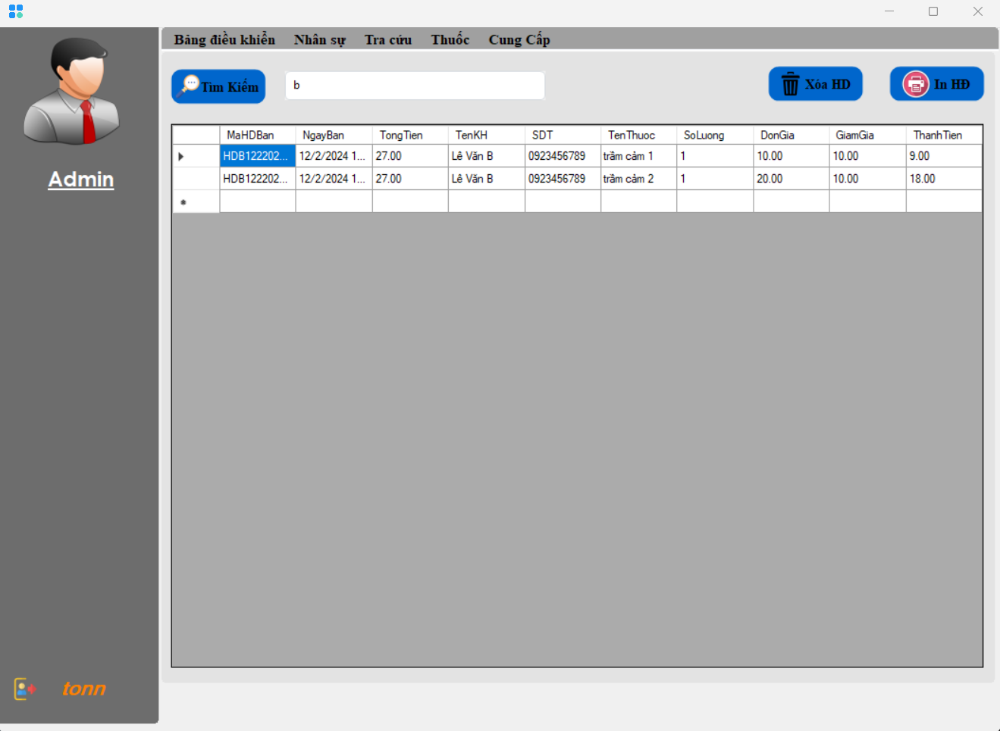 Bảng điều khiển Nhân sự Tra cứu Thuốc Cung Cấp
Tìm Kiếm b Xóa HD In HĐ
MaHDBan NgayBan TongTien TenKH SDT TenThuoc SoLuong DonGia GiamGia ThanhTien
HDB122202... 12/2/2024 1... 27.00 Lê Văn B 0923456789 trầm cảm 1 1 10.00 10.00 9.00
HDB122202... 12/2/2024 1... 27.00 Lê Văn B 0923456789 trầm cảm 2 1 20.00 10.00 18.00
Admin
tonn